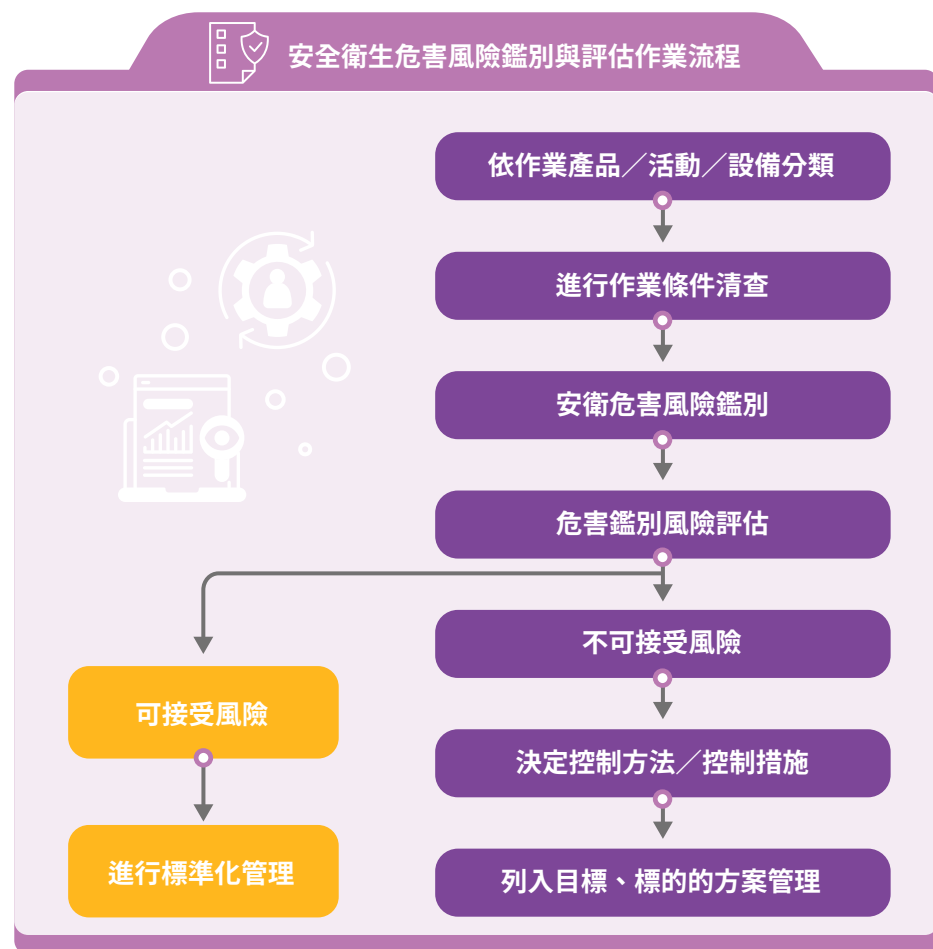 安全衛生危害風險鑑別與評估作業流程
依作業產品／活動／設備分類
進行作業條件清查
安衛危害風險鑑別
危害鑑別風險評估
不可接受風險
可接受風險
決定控制方法／控制措施
進行標準化管理
列入目標、標的的方案管理